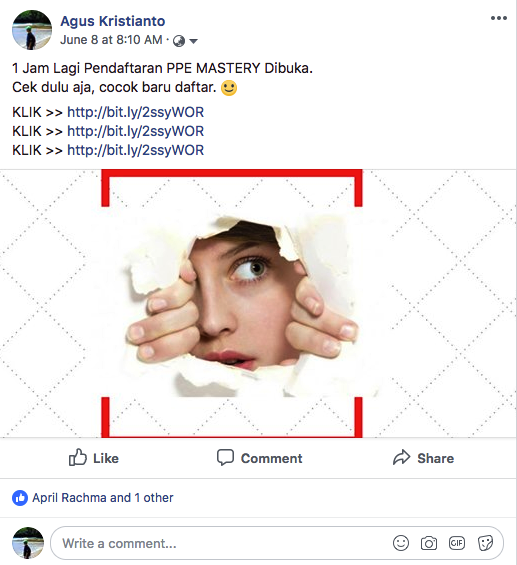 Agus Kristianto
June 8 at 8:10 AM ·
1 Jam Lagi Pendaftaran PPE MASTERY Dibuka.
Cek dulu aja, cocok baru daftar. 🙂
KLIK >> http://bit.ly/2ssyWOR
KLIK >> http://bit.ly/2ssyWOR
KLIK >> http://bit.ly/2ssyWOR
Like Comment Share
April Rachma and 1 other
Write a comment...
GIF